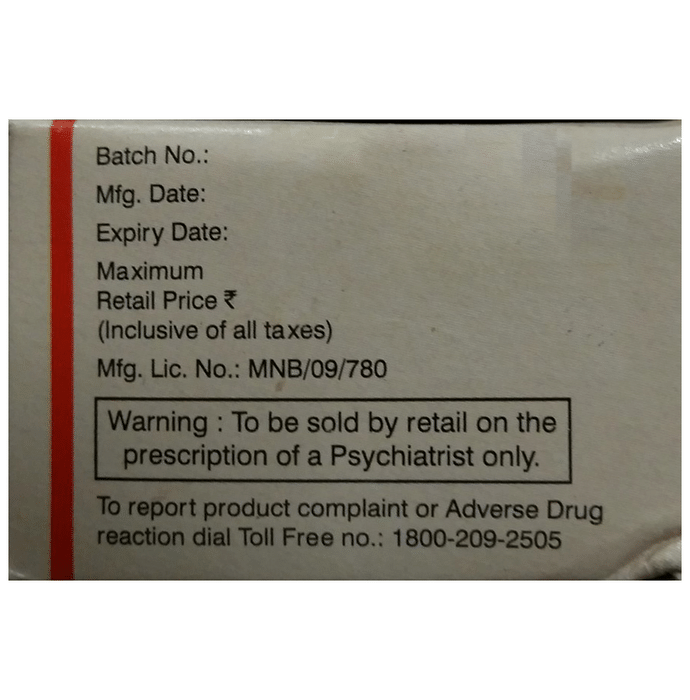 Batch No.:
Mfg. Date:
Expiry Date:
Maximum
Retail Price ₹
(Inclusive of all taxes)
Mfg. Lic. No.: MNB/09/780
Warning : To be sold by retail on the
prescription of a Psychiatrist only.
To report product complaint or Adverse Drug
reaction dial Toll Free no.: 1800-209-2505